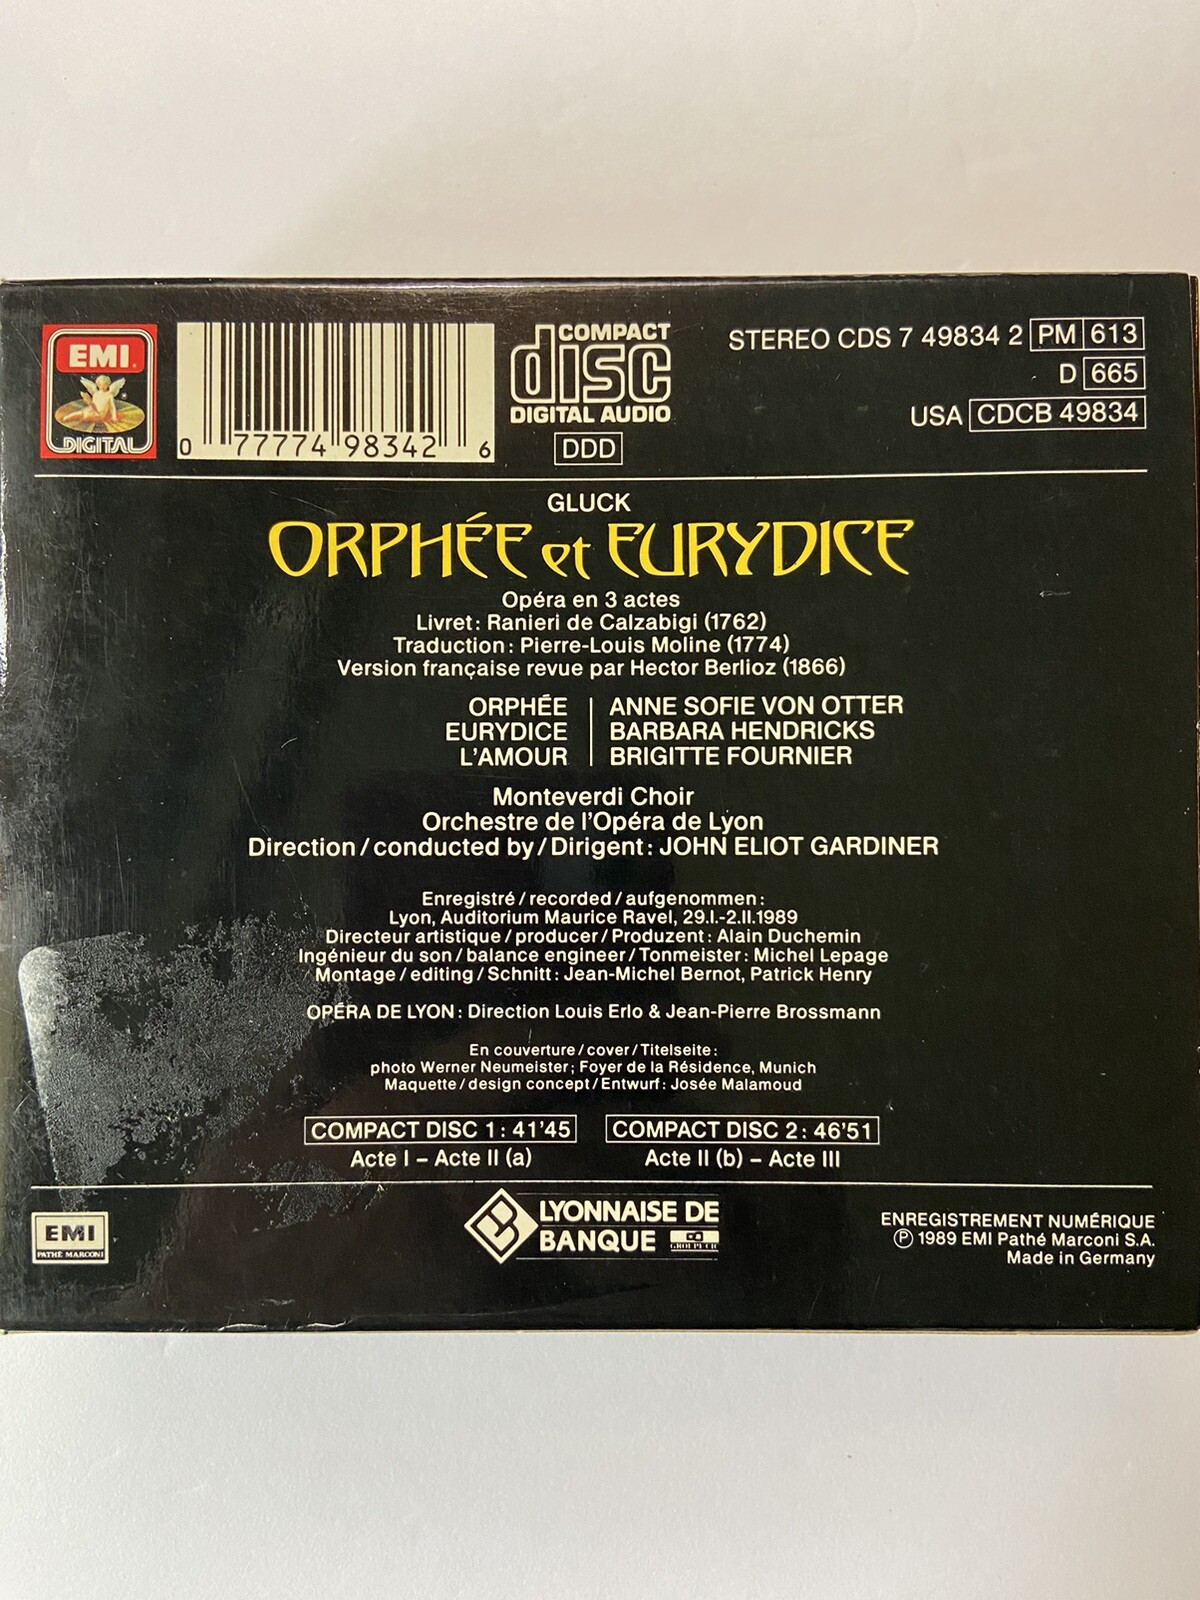 EMI
DIGITAL
0 77774 98342 6
COMPACT
disc
DIGITAL AUDIO
DDD
STEREO CDS 7 49834 2 PM 613
D 665
USA CDCB 49834
GLUCK
ORPHÉE et EURYDICE
Opéra en 3 actes
Livret : Ranieri de Calzabigi (1762)
Traduction : Pierre-Louis Moline (1774)
Version française revue par Hector Berlioz (1866)
ORPHÉE | ANNE SOFIE VON OTTER
EURYDICE | BARBARA HENDRICKS
L'AMOUR | BRIGITTE FOURNIER
Monteverdi Choir
Orchestre de l'Opéra de Lyon
Direction / conducted by / Dirigent : JOHN ELIOT GARDINER
Enregistré / recorded / aufgenommen :
Lyon, Auditorium Maurice Ravel, 29.I.-2.II.1989
Directeur artistique / producer / Produzent : Alain Duchemin
Ingénieur du son / balance engineer / Tonmeister : Michel Lepage
Montage / editing / Schnitt : Jean-Michel Bernot, Patrick Henry
OPÉRA DE LYON : Direction Louis Erlo & Jean-Pierre Brossmann
En couverture / cover / Titelseite :
photo Werner Neumeister ; Foyer de la Résidence, Munich
Maquette / design concept / Entwurf : Josée Malamoud
COMPACT DISC 1 : 41'45 COMPACT DISC 2 : 46'51
Acte I – Acte II (a) Acte II (b) – Acte III
EMI
PATHÉ MARCONI
LYONNAISE DE
BANQUE
GROUPE CIC
ENREGISTREMENT NUMÉRIQUE
℗ 1989 EMI Pathé Marconi S.A.
Made in Germany